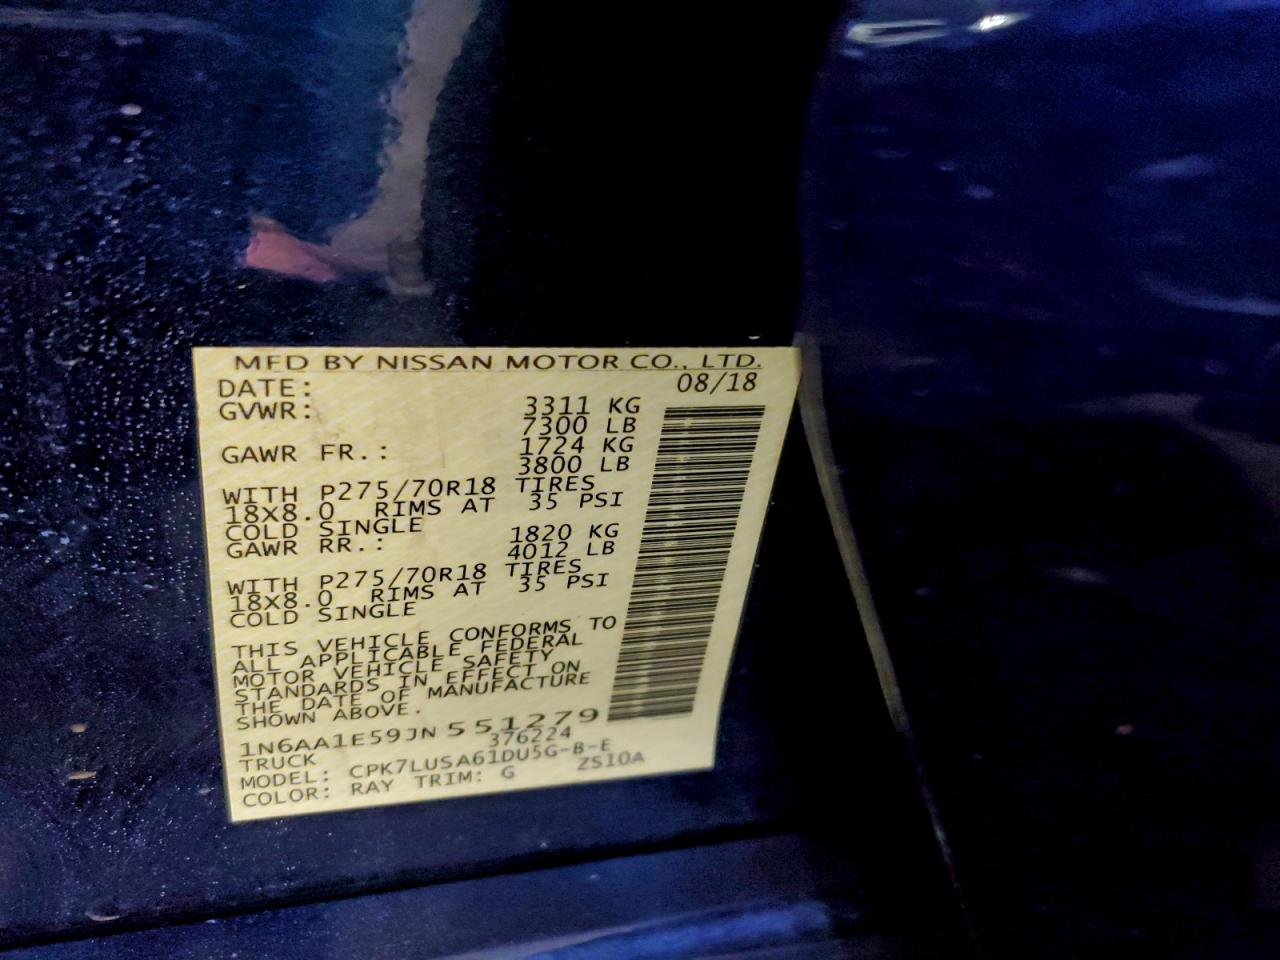 MFD BY NISSAN MOTOR CO., LTD.
DATE: 08/18
GVWR: 3311 KG
7300 LB
GAWR FR.: 1724 KG
3800 LB
WITH P275/70R18 TIRES
18X8.0 RIMS AT 35 PSI
COLD SINGLE
GAWR RR.: 1820 KG
4012 LB
WITH P275/70R18 TIRES
18X8.0 RIMS AT 35 PSI
COLD SINGLE
THIS VEHICLE CONFORMS TO
ALL APPLICABLE FEDERAL
MOTOR VEHICLE SAFETY
STANDARDS IN EFFECT ON
THE DATE OF MANUFACTURE
SHOWN ABOVE.
1N6AA1E59JN551279
TRUCK 376224
MODEL: CPK7LUSA61DU5G-B-E
COLOR: RAY TRIM: G ZS10A